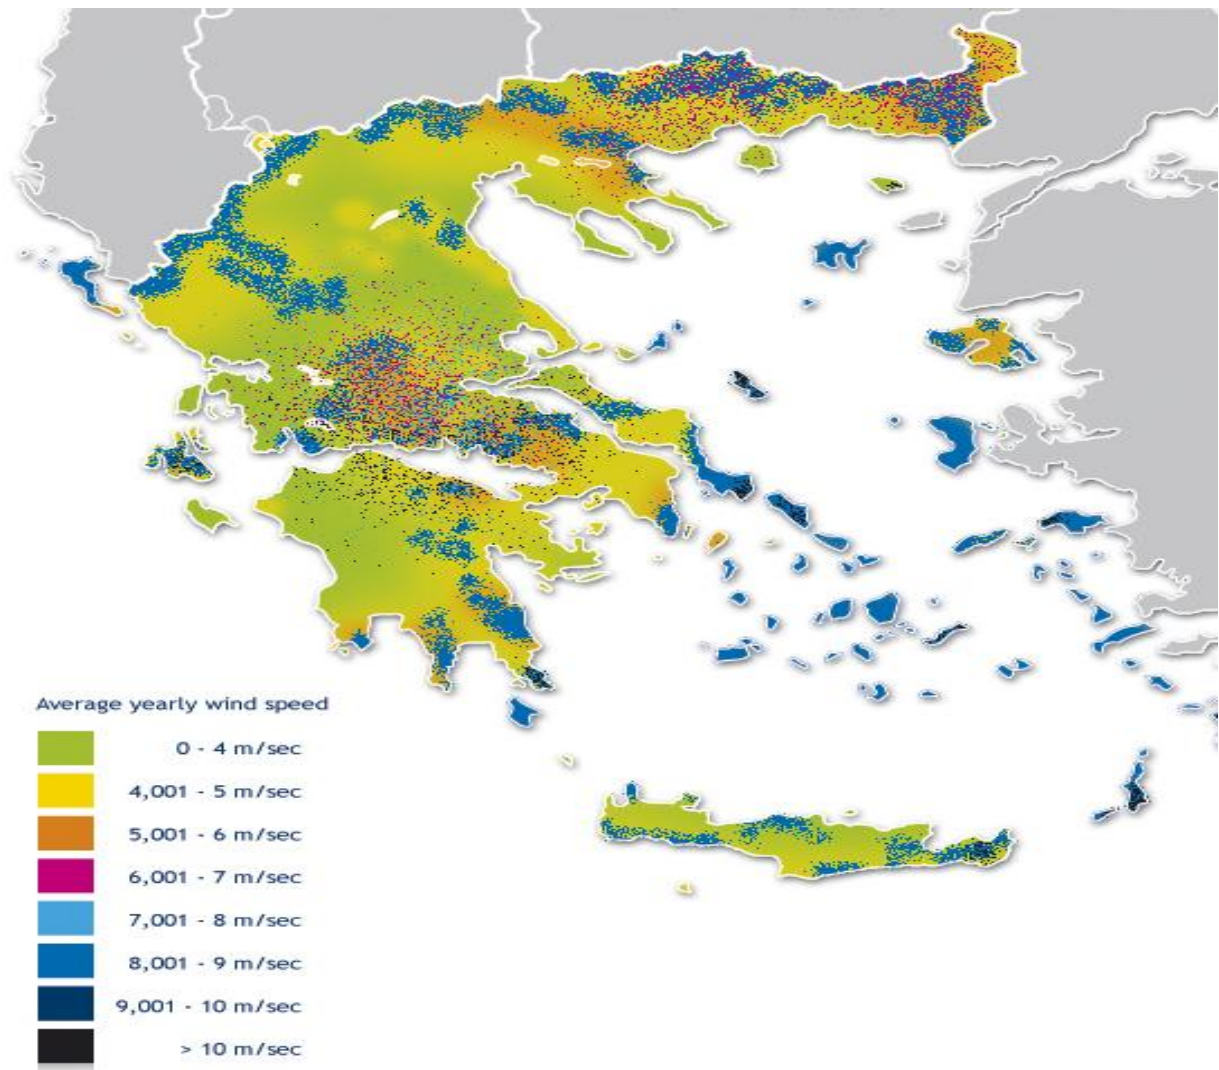 Average yearly wind speed
0 - 4 m/sec
4,001 - 5 m/sec
5,001 - 6 m/sec
6,001 - 7 m/sec
7,001 - 8 m/sec
8,001 - 9 m/sec
9,001 - 10 m/sec
> 10 m/sec